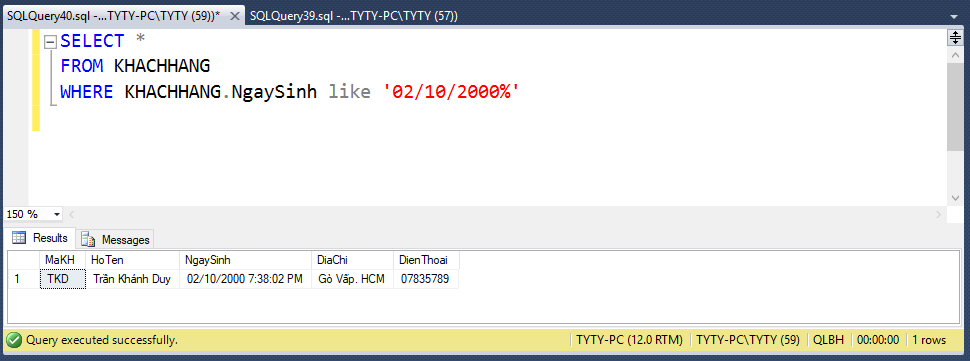 SQLQuery40.sql -...TYTY-PC\TYTY (59))* SQLQuery39.sql -...TYTY-PC\TYTY (57))
SELECT *
FROM KHACHHANG
WHERE KHACHHANG.NgaySinh like '02/10/2000%'
150 %
Results Messages
MaKH HoTen NgaySinh DiaChi DienThoai
1 TKD Trần Khánh Duy 02/10/2000 7:38:02 PM Gò Vấp. HCM 07835789
Query executed successfully. TYTY-PC (12.0 RTM) TYTY-PC\TYTY (59) QLBH 00:00:00 1 rows